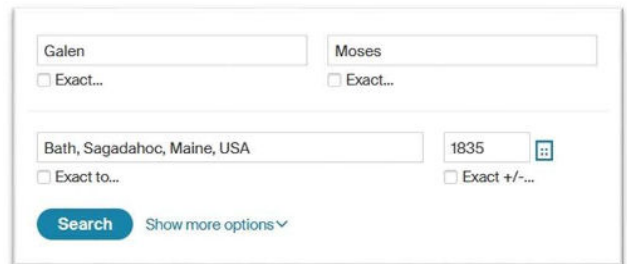 Galen Moses
Exact... Exact...
Bath, Sagadahoc, Maine, USA 1835
Exact to... Exact +/-...
Search Show more options